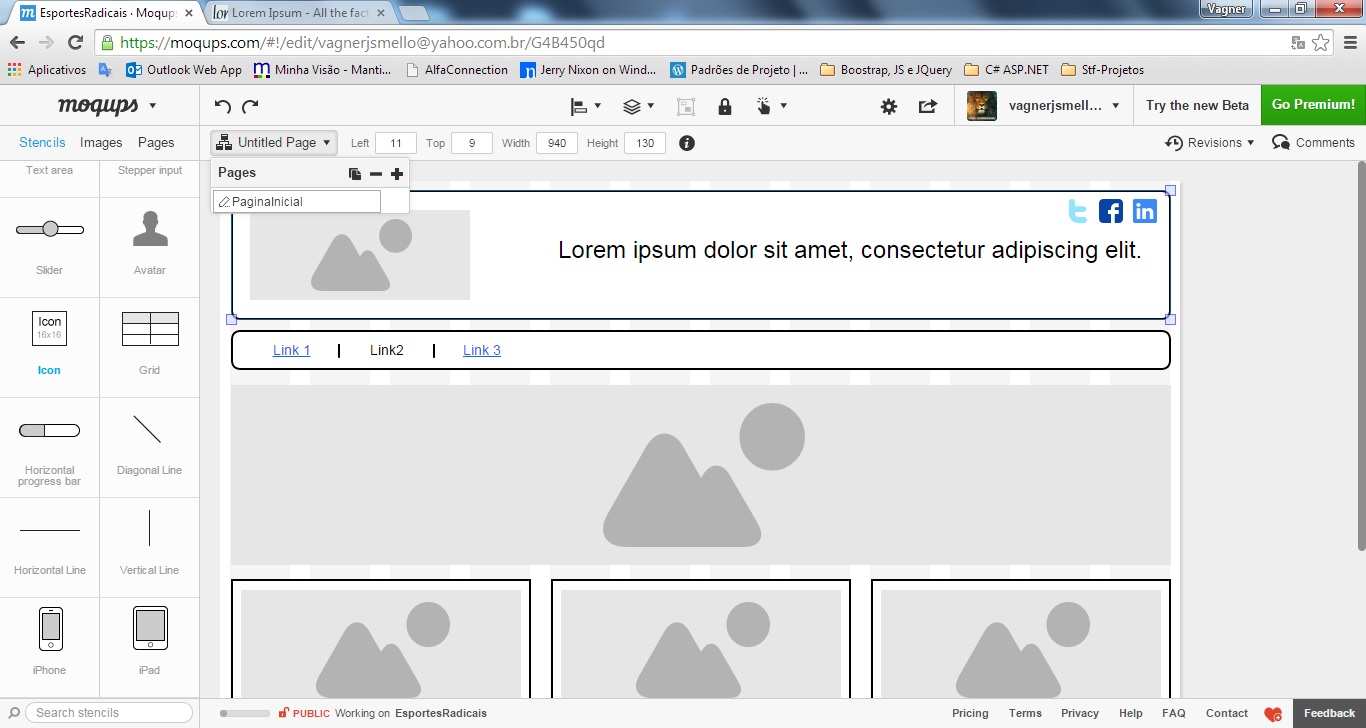 EsportesRadicais · Moqups
Lorem Ipsum - All the fact
Vagner
https://moqups.com/#!/edit/vagnerjsmello@yahoo.com.br/G4B450qd
Aplicativos Outlook Web App Minha Visão - Manti... AlfaConnection Jerry Nixon on Wind... Padrões de Projeto | ... Boostrap, JS e JQuery C# ASP.NET Stf-Projetos
moqups
vagnerjsmell... Try the new Beta Go Premium!
Stencils Images Pages
Untitled Page Left 11 Top 9 Width 940 Height 130
Revisions Comments
Text area Stepper input
Pages
PaginaInicial
Lorem ipsum dolor sit amet, consectetur adipiscing elit.
Slider Avatar
Icon
16x16
Icon Grid
Link 1 Link2 Link 3
Horizontal
progress bar
Diagonal Line
Horizontal Line Vertical Line
iPhone iPad
Search stencils
PUBLIC Working on EsportesRadicais
Pricing Terms Privacy Help FAQ Contact Feedback